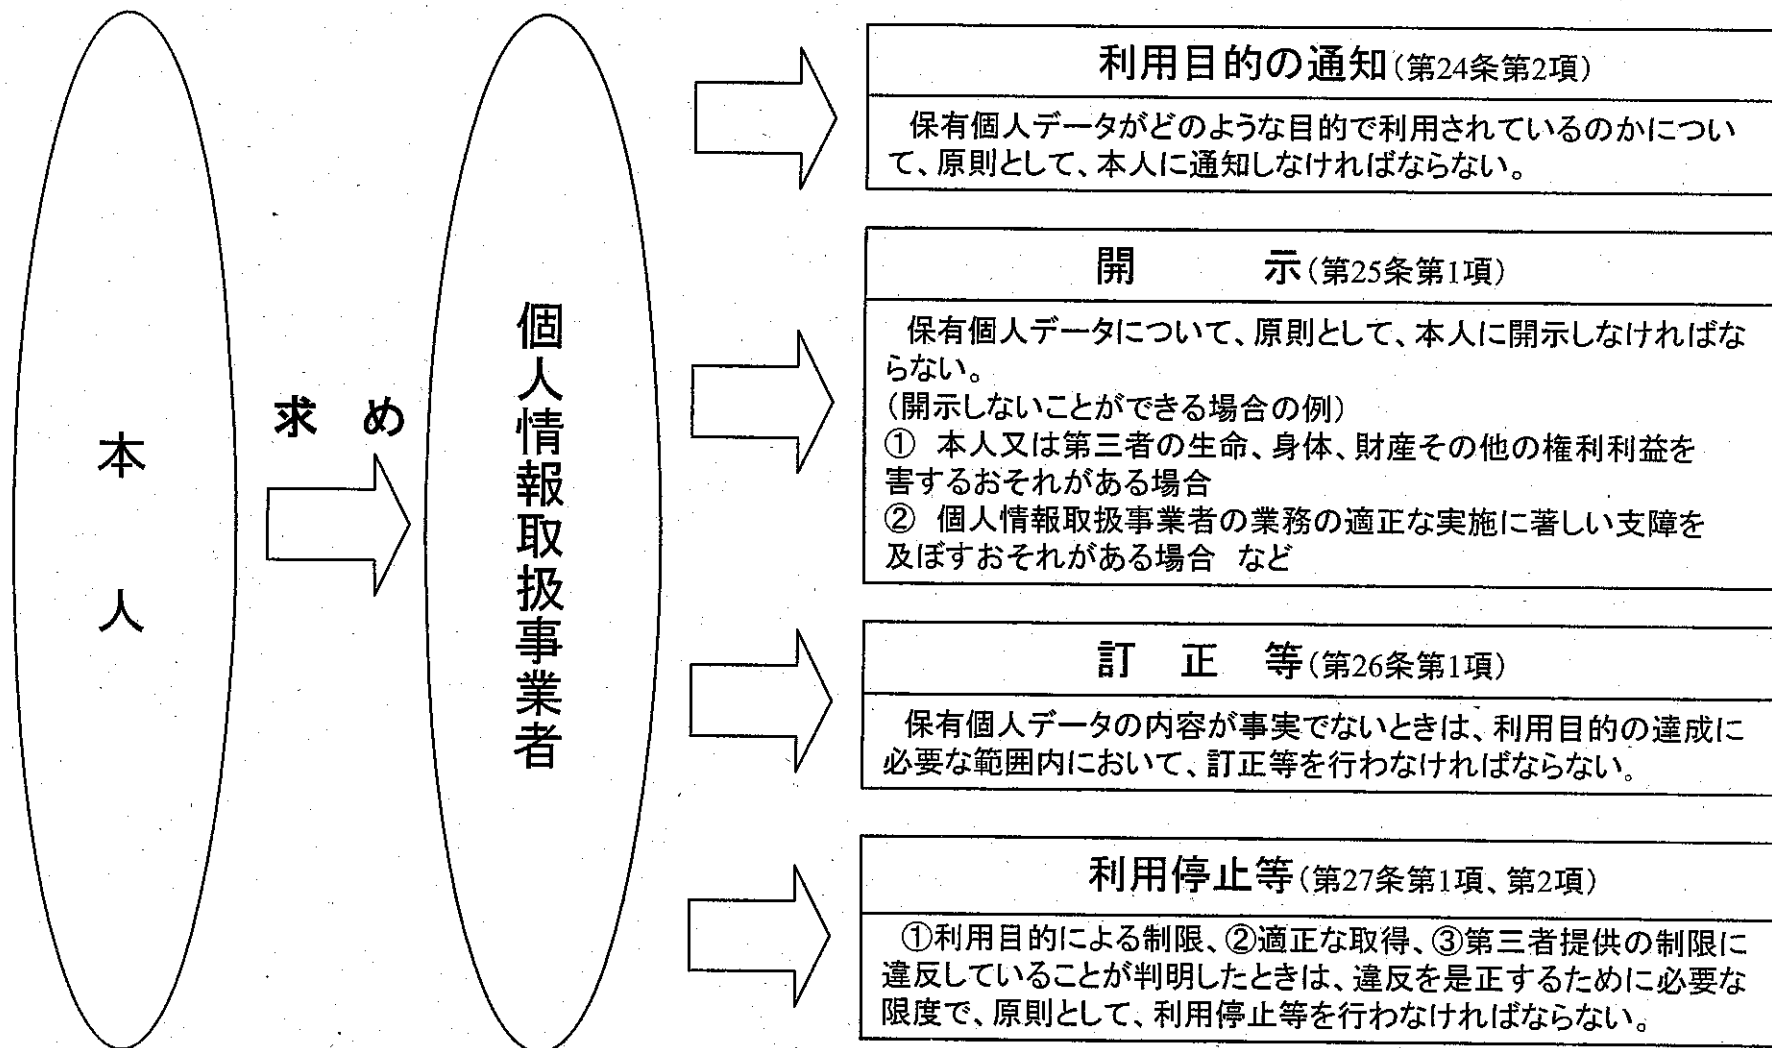 本人
求め
個人情報取扱事業者
利用目的の通知(第24条第2項)
保有個人データがどのような目的で利用されているのかについ
て、原則として、本人に通知しなければならない。
開示(第25条第1項)
保有個人データについて、原則として、本人に開示しなければな
らない。
(開示しないことができる場合の例)
① 本人又は第三者の生命、身体、財産その他の権利利益を
害するおそれがある場合
② 個人情報取扱事業者の業務の適正な実施に著しい支障を
及ぼすおそれがある場合 など
訂正等(第26条第1項)
保有個人データの内容が事実でないときは、利用目的の達成に
必要な範囲内において、訂正等を行わなければならない。
利用停止等(第27条第1項、第2項)
①利用目的による制限、②適正な取得、③第三者提供の制限に
違反していることが判明したときは、違反を是正するために必要な
限度で、原則として、利用停止等を行わなければならない。